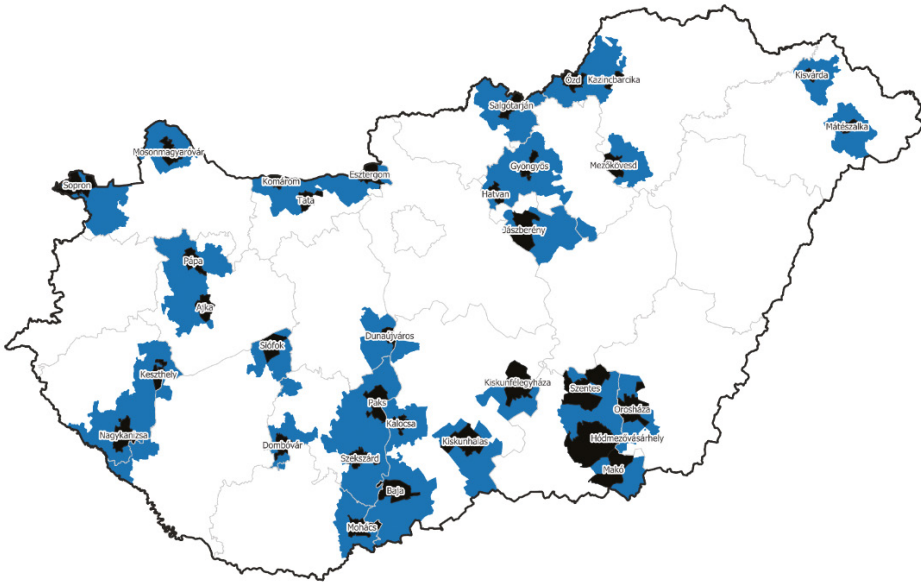 Ózd
Kazincbarcika
Kisvárda
Salgótarján
Mátészalka
Mosonmagyaróvár
Gyöngyös
Mezőkövesd
Esztergom
Komárom
Sopron
Hatvan
Tata
Jászberény
Pápa
Ajka
Dunaújváros
Siófok
Keszthely
Kiskunfélegyháza
Szentes
Paks
Orosháza
Kalocsa
Nagykanizsa
Kiskunhalas
Hódmezővásárhely
Dombóvár
Szekszárd
Makó
Baja
Mohács